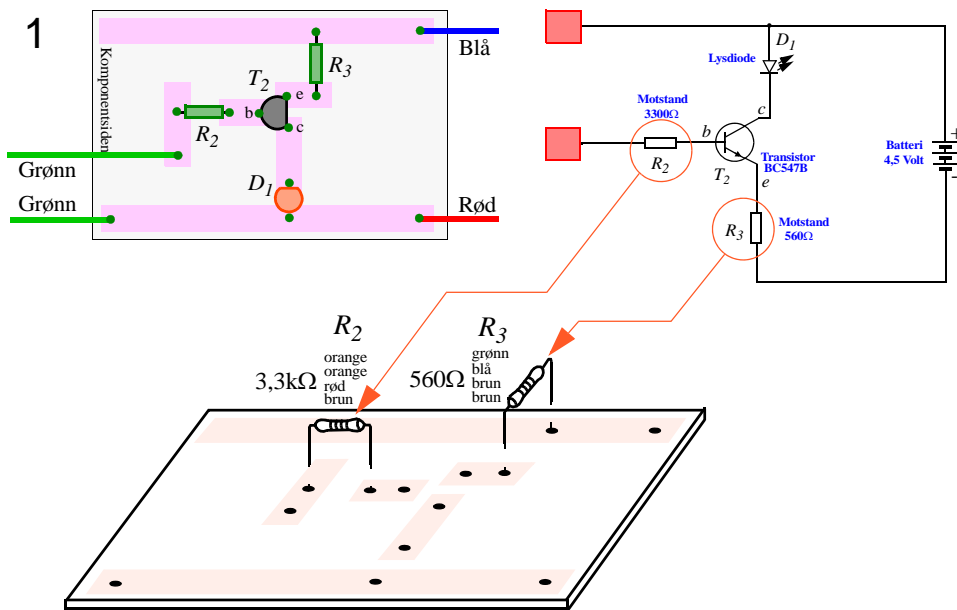 1
Komponentsiden
Blå
R3
T2
e
b
c
R2
Grønn
D1
Grønn
Rød
D1
Lysdiode
Motstand
3300Ω
c
b
R2
T2
Transistor
BC547B
e
Batteri
4,5 Volt
+
−
R3
Motstand
560Ω
R2
orange
orange
3,3kΩ
rød
brun
R3
grønn
blå
560Ω
brun
brun